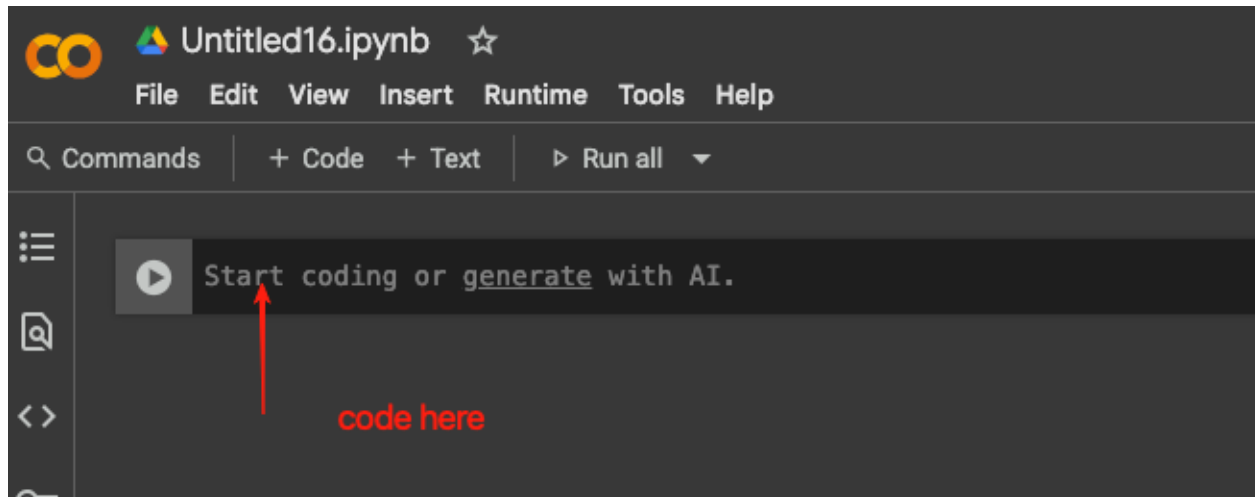 Untitled16.ipynb
File Edit View Insert Runtime Tools Help
Commands + Code + Text Run all
Start coding or generate with AI.
code here